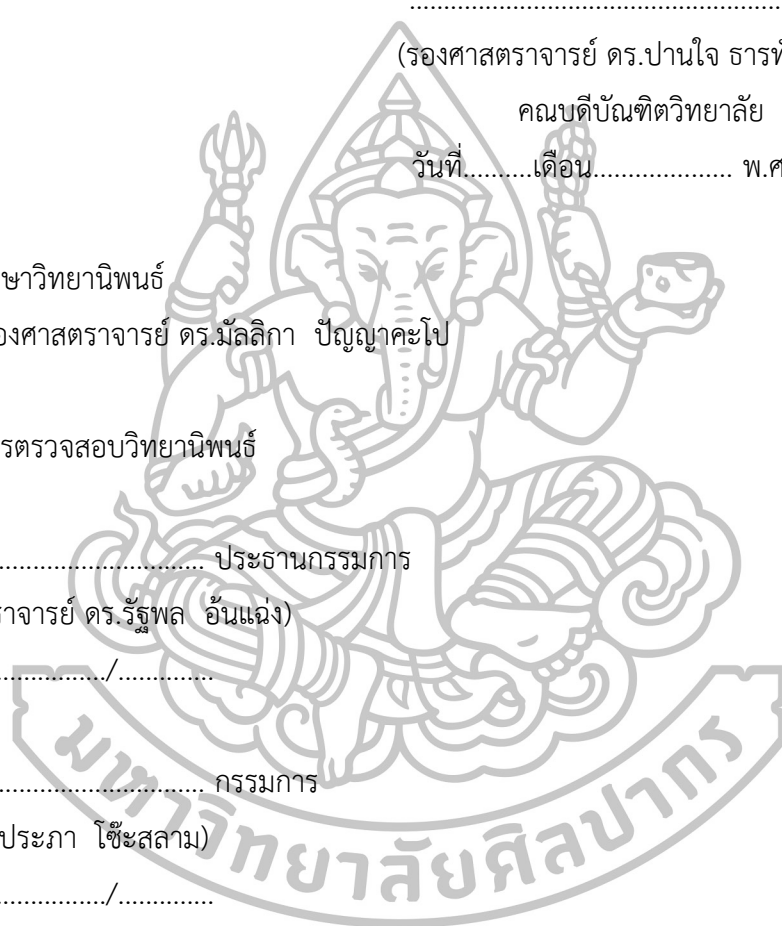 ....................................................
(รองศาสตราจารย์ ดร.ปานใจ
คณบดีบัณฑิตวิทยาลัย
วันที่..........เดือน.................... พ.ศ
ษาวิทยานิพนธ์
องศาสตราจารย์ ดร.มัลลิกา ปัญญาคะโป
รตรวจสอบวิทยานิพนธ์
.............................. ประธานกรรมการ
ราจารย์ ดร.รัฐพล อ้นแฉ่ง)
................/..............
.............................. กรรมการ
ประภา โซ๊ะสลาม)
................/..............
มหาวิทยาลัยศิลปากร